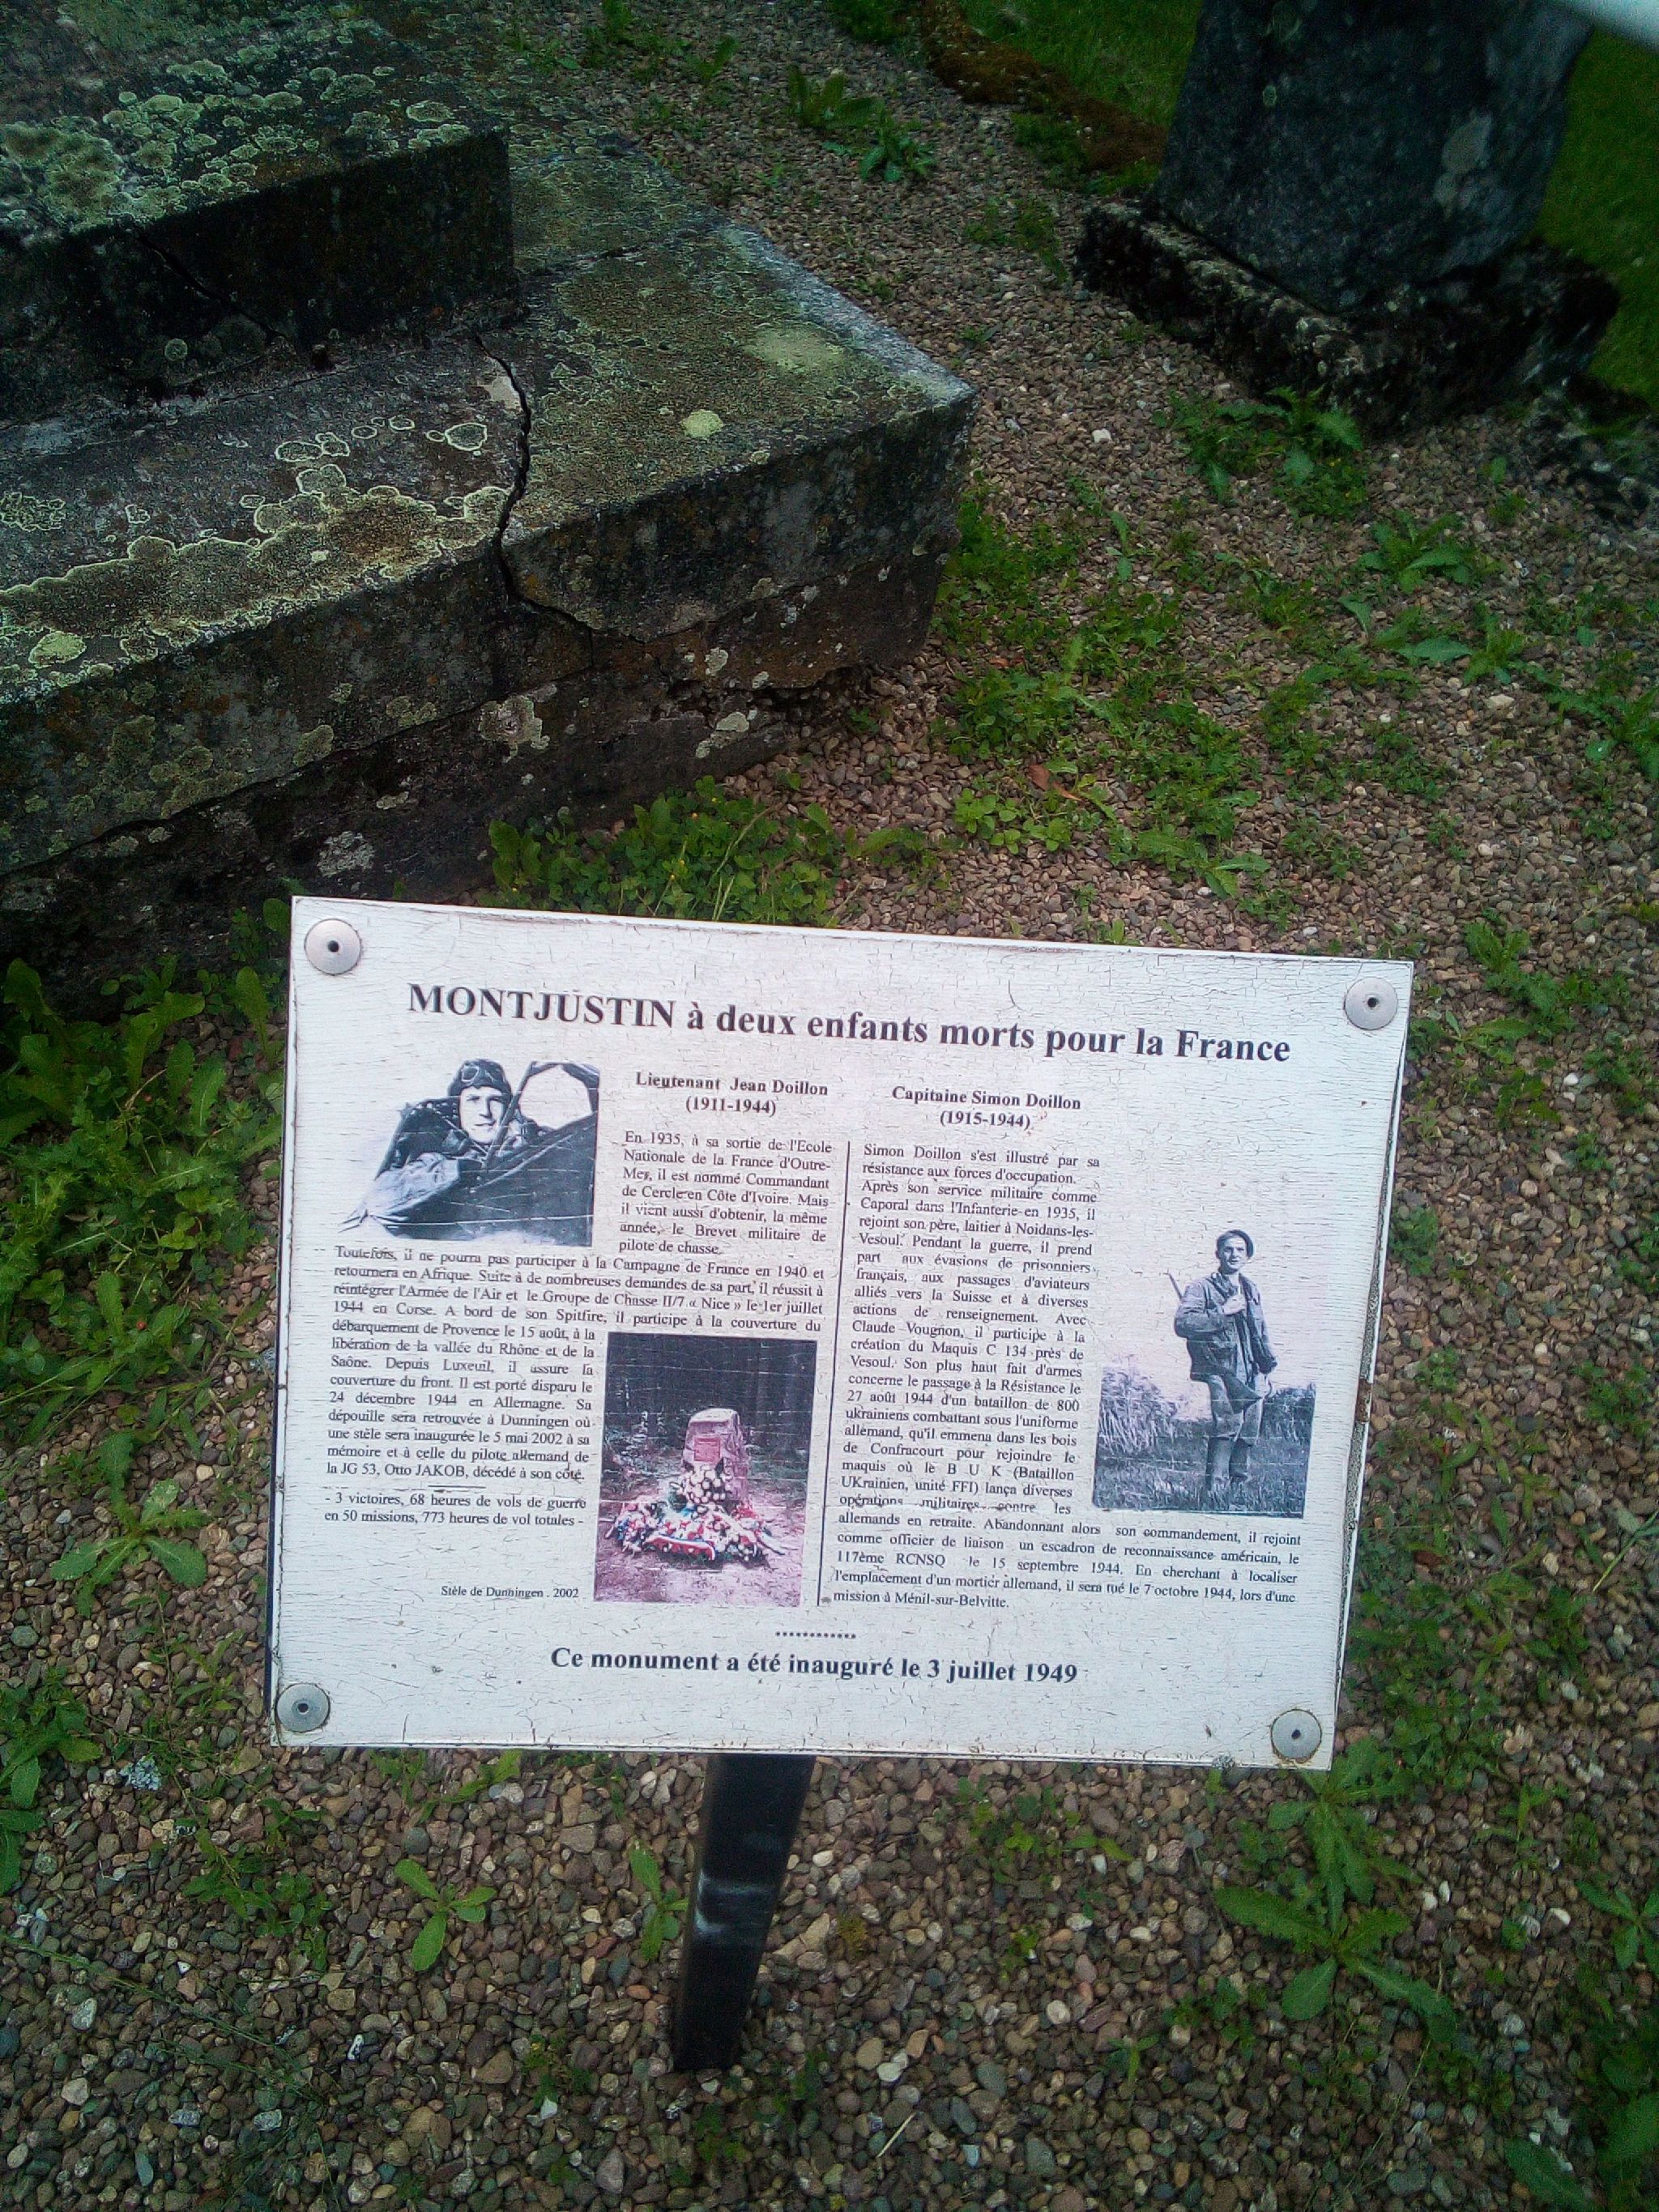 MONTJUSTIN à deux enfants morts pour la France
Lieutenant Jean Doillon
(1911-1944)
En 1935, à sa sortie de l'Ecole
Nationale de la France d'Outre-
Mer, il est nommé Commandant
de Cercle en Côte d'Ivoire. Mais
il vient aussi d'obtenir, la même
année, le Brevet militaire de
pilote de chasse.
Toutefois, il ne pourra pas participer à la Campagne de France en 1940 et
retournera en Afrique. Suite à de nombreuses demandes de sa part, il réussit à
réintégrer l'Armée de l'Air et le Groupe de Chasse II/7 « Nice » le 1er juillet
1944 en Corse. A bord de son Spitfire, il participe à la couverture du
débarquement de Provence le 15 août, à la
libération de la vallée du Rhône et de la
Saône. Depuis Luxeuil, il assure la
couverture du front. Il est porté disparu le
24 décembre 1944 en Allemagne. Sa
dépouille sera retrouvée à Dunningen où
une stèle sera inaugurée le 5 mai 2002 à sa
mémoire et à celle du pilote allemand de
la JG 53, Otto JAKOB, décédé à son côté.
- 3 victoires, 68 heures de vols de guerre
en 50 missions, 773 heures de vol totales -
Stèle de Dunningen . 2002
Capitaine Simon Doillon
(1915-1944)
Simon Doillon s'est illustré par sa
résistance aux forces d'occupation.
Après son service militaire comme
Caporal dans l'Infanterie en 1935, il
rejoint son père, laitier à Noidans-les-
Vesoul. Pendant la guerre, il prend
part aux évasions de prisonniers
français, aux passages d'aviateurs
alliés vers la Suisse et à diverses
actions de renseignement. Avec
Claude Vougnon, il participe à la
création du Maquis C 134 près de
Vesoul. Son plus haut fait d'armes
concerne le passage à la Résistance le
27 août 1944 d'un bataillon de 800
ukrainiens combattant sous l'uniforme
allemand, qu'il emmena dans les bois
de Confracourt pour rejoindre le
maquis où le B U K (Bataillon
UKrainien, unité FFI) lança diverses
opérations militaires contre les
allemands en retraite. Abandonnant alors son commandement, il rejoint
comme officier de liaison un escadron de reconnaissance américain, le
117ème RCNSQ le 15 septembre 1944. En cherchant à localiser
l'emplacement d'un mortier allemand, il sera tué le 7 octobre 1944, lors d'une
mission à Ménil-sur-Belvitte.
Ce monument a été inauguré le 3 juillet 1949